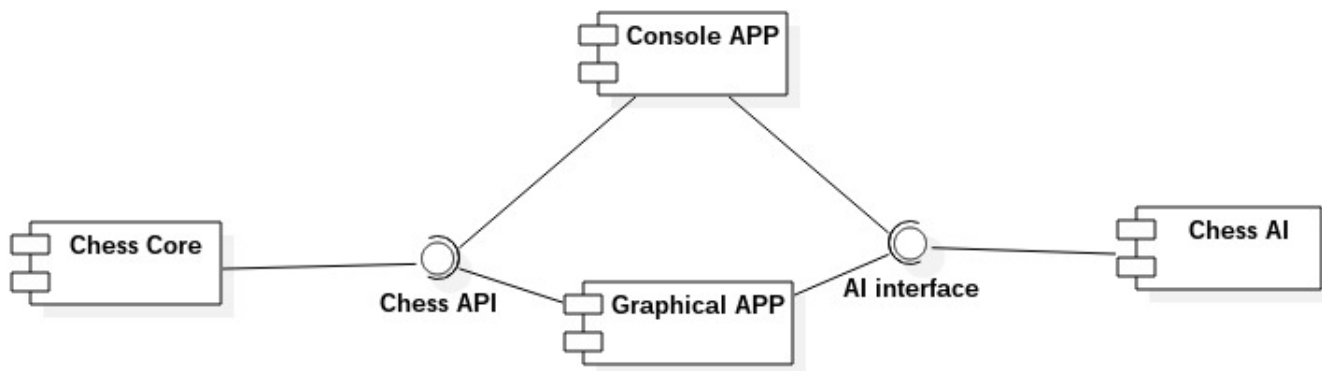 Console APP
Chess Core
Chess AI
Chess API
Graphical APP
AI interface